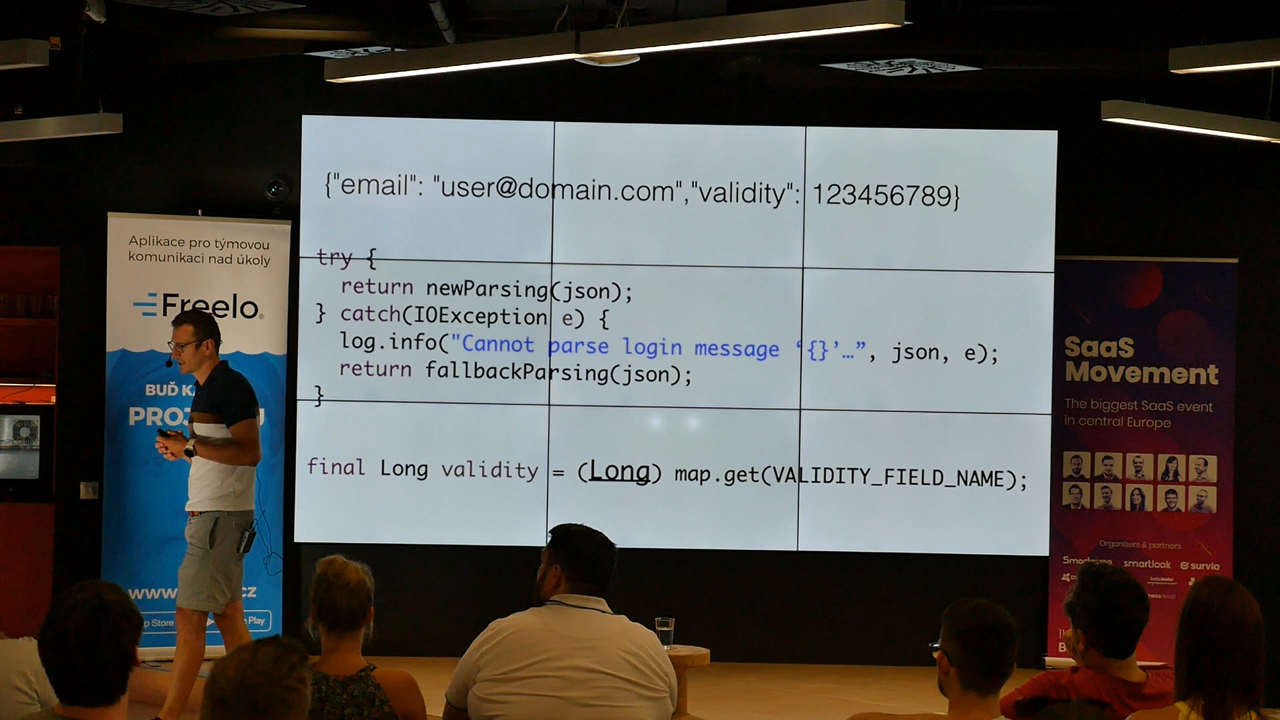 {"email": "user@domain.com","validity": 123456789}
try {
return newParsing(json);
} catch(IOException e) {
log.info("Cannot parse login message ‘{}’…”, json, e);
return fallbackParsing(json);
}
final Long validity = (Long) map.get(VALIDITY_FIELD_NAME);
Aplikace pro týmovou
komunikaci nad úkoly
Freelo
BUĎ
www.
SaaS
Movement
The biggest SaaS event
in central Europe
Organizers & partners
smartlook
survio